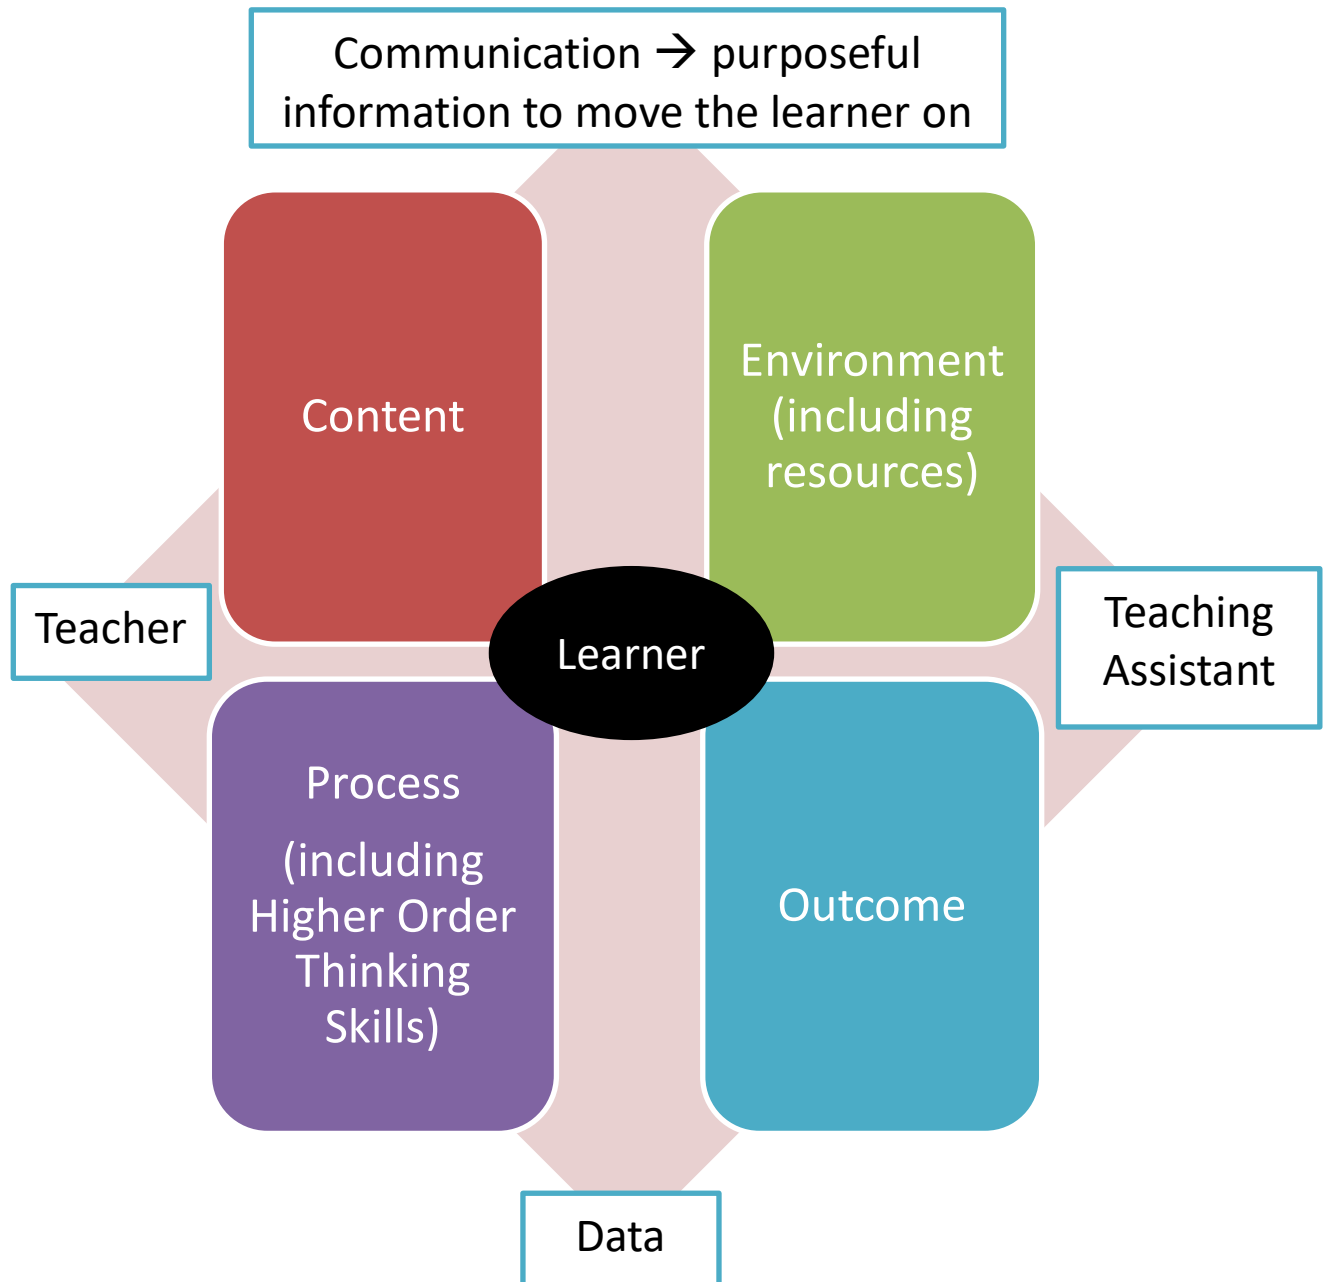 Communication → purposeful
information to move the learner on
Content
Environment
(including
resources)
Teacher
Learner
Teaching
Assistant
Process
(including
Higher Order
Thinking
Skills)
Outcome
Data